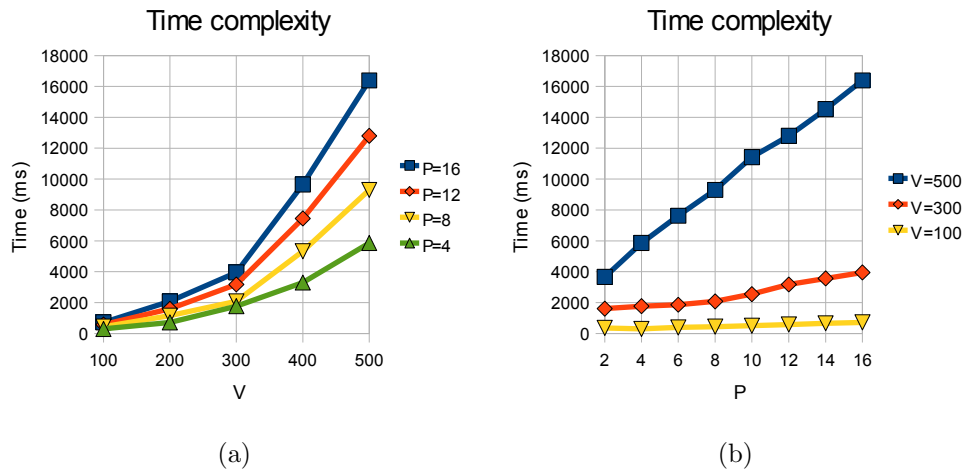 Time complexity
18000
16000
14000
12000
10000
8000
6000
4000
2000
0
Time (ms)
100 200 300 400 500
V
P=16
P=12
P=8
P=4
(a)
Time complexity
18000
16000
14000
12000
10000
8000
6000
4000
2000
0
Time (ms)
2 4 6 8 10 12 14 16
P
V=500
V=300
V=100
(b)